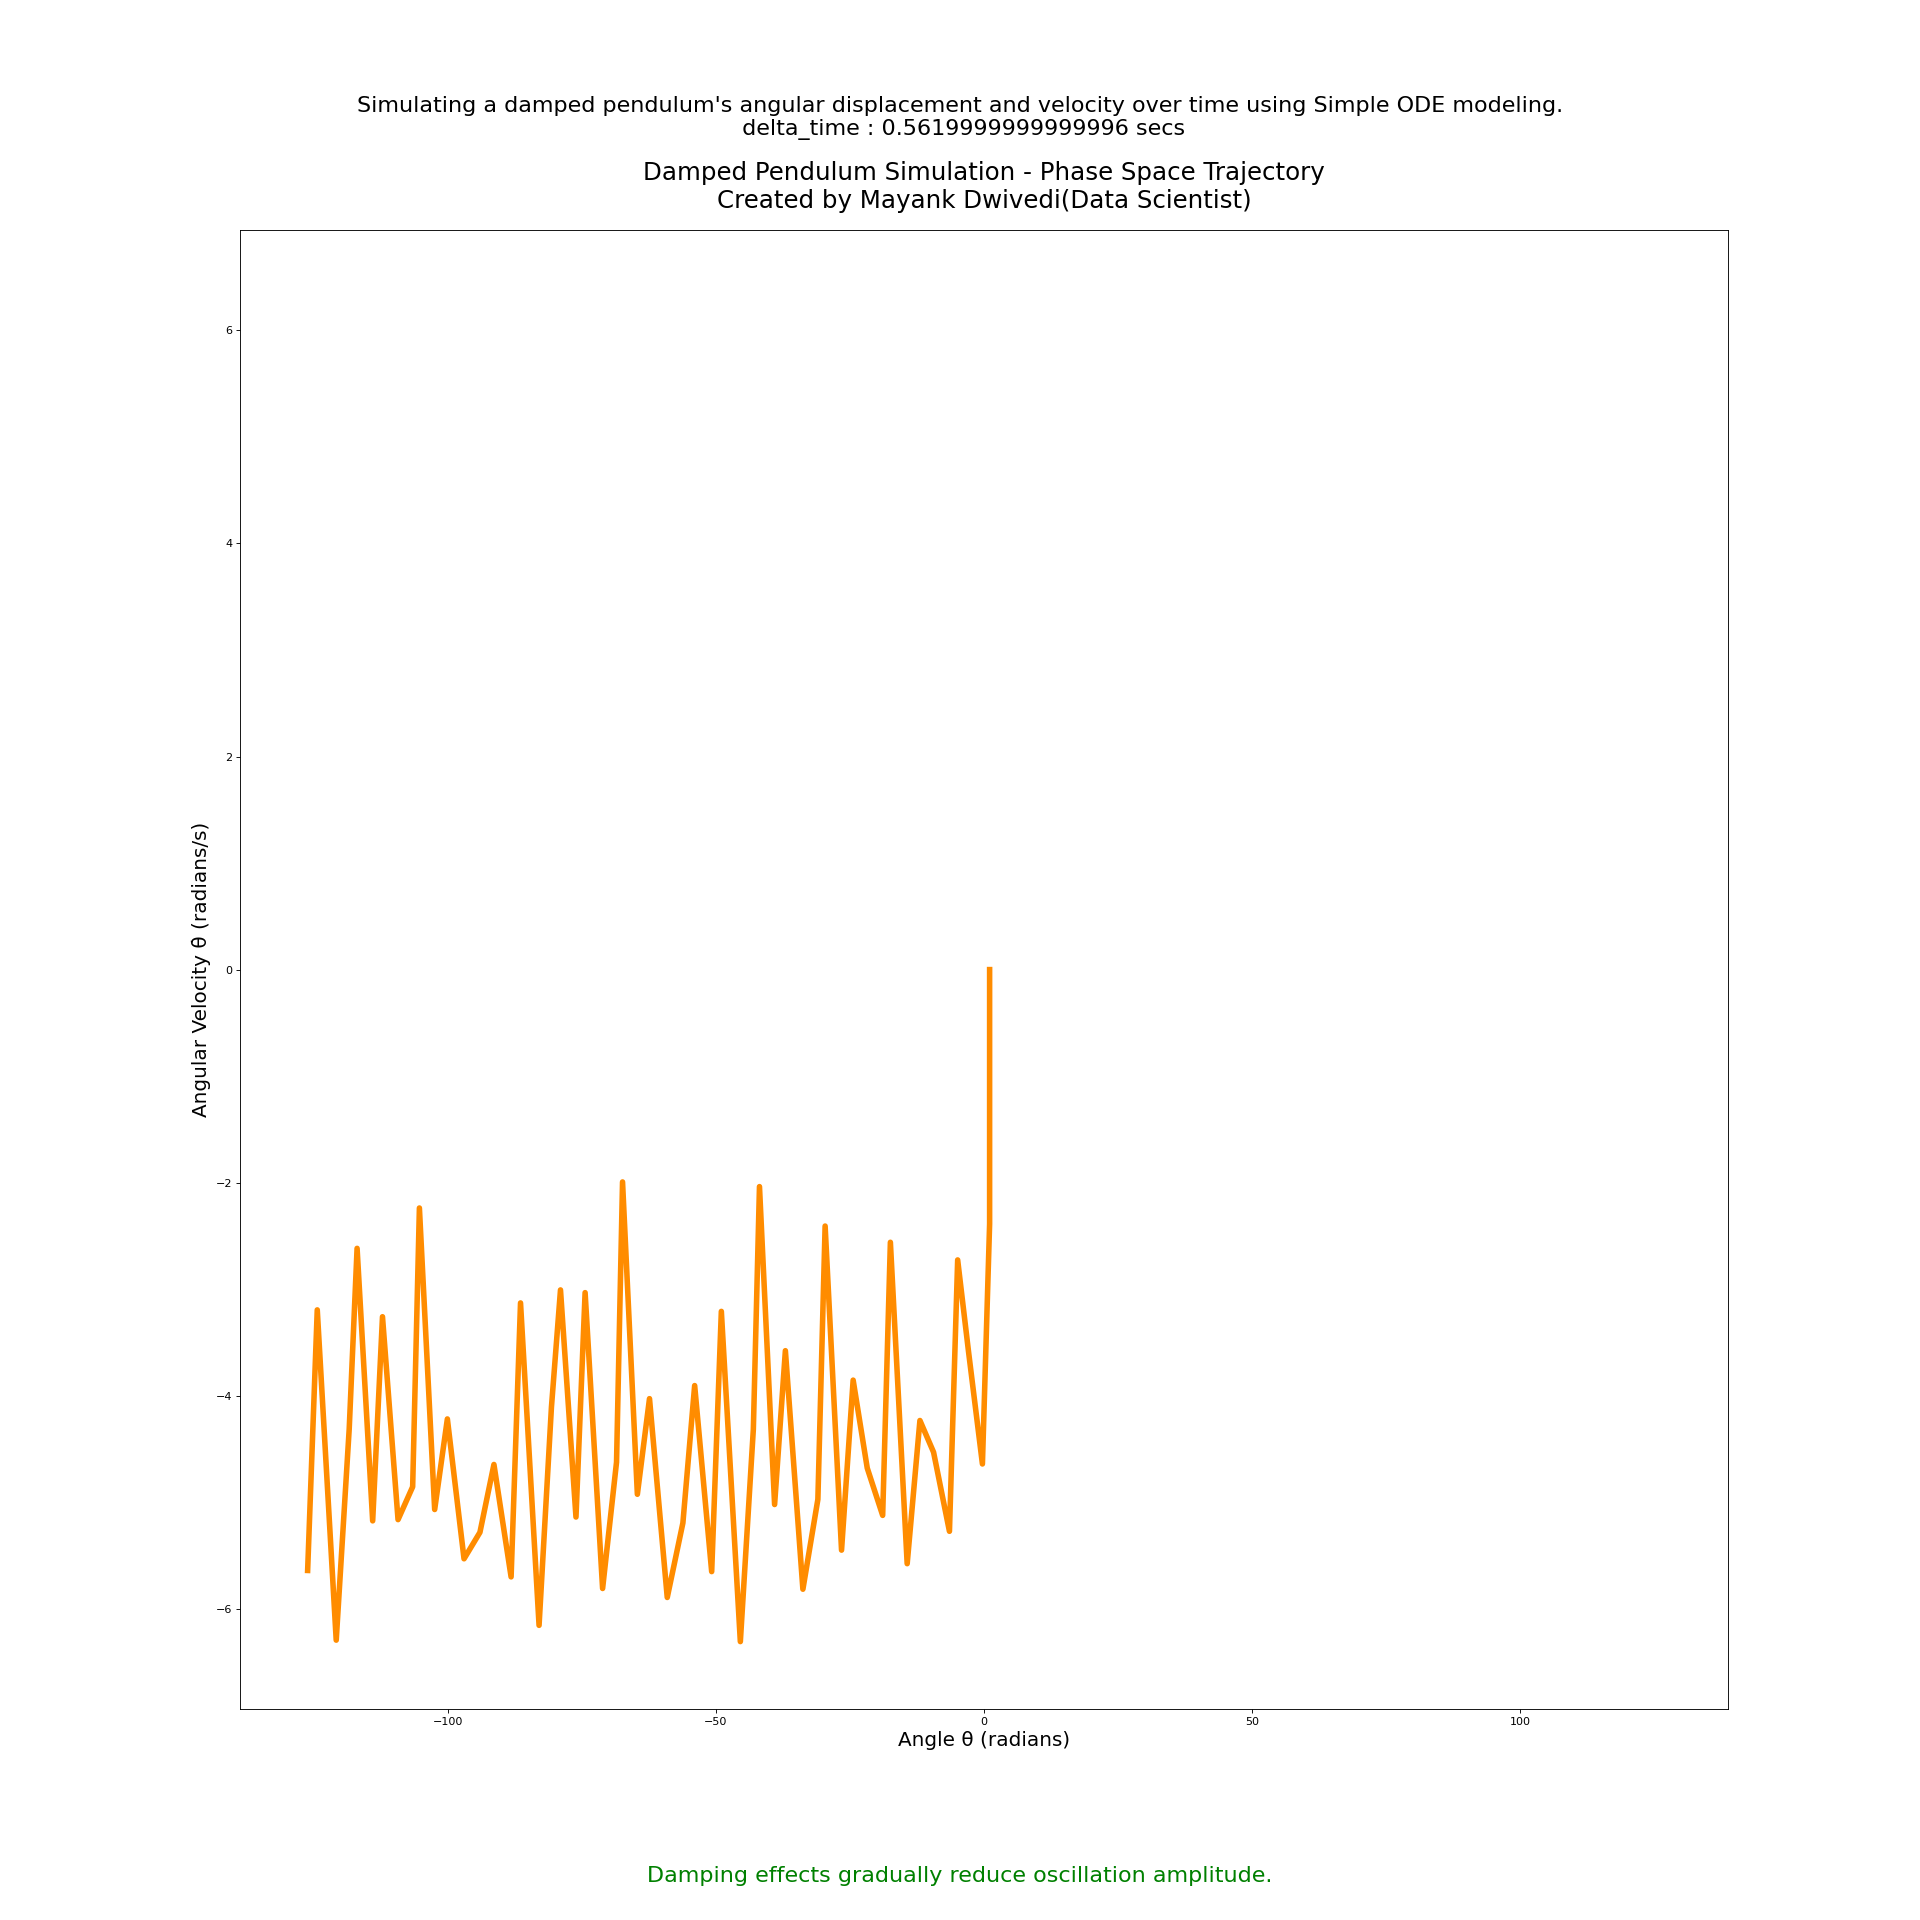 Simulating a damped pendulum's angular displacement and velocity over time using Simple ODE modeling.
delta_time : 0.5619999999999996 secs
Damped Pendulum Simulation - Phase Space Trajectory
Created by Mayank Dwivedi(Data Scientist)
6
4
2
0
−2
−4
−6
Angular Velocity θ̇ (radians/s)
−100
−50
0
50
100
Angle θ (radians)
Damping effects gradually reduce oscillation amplitude.